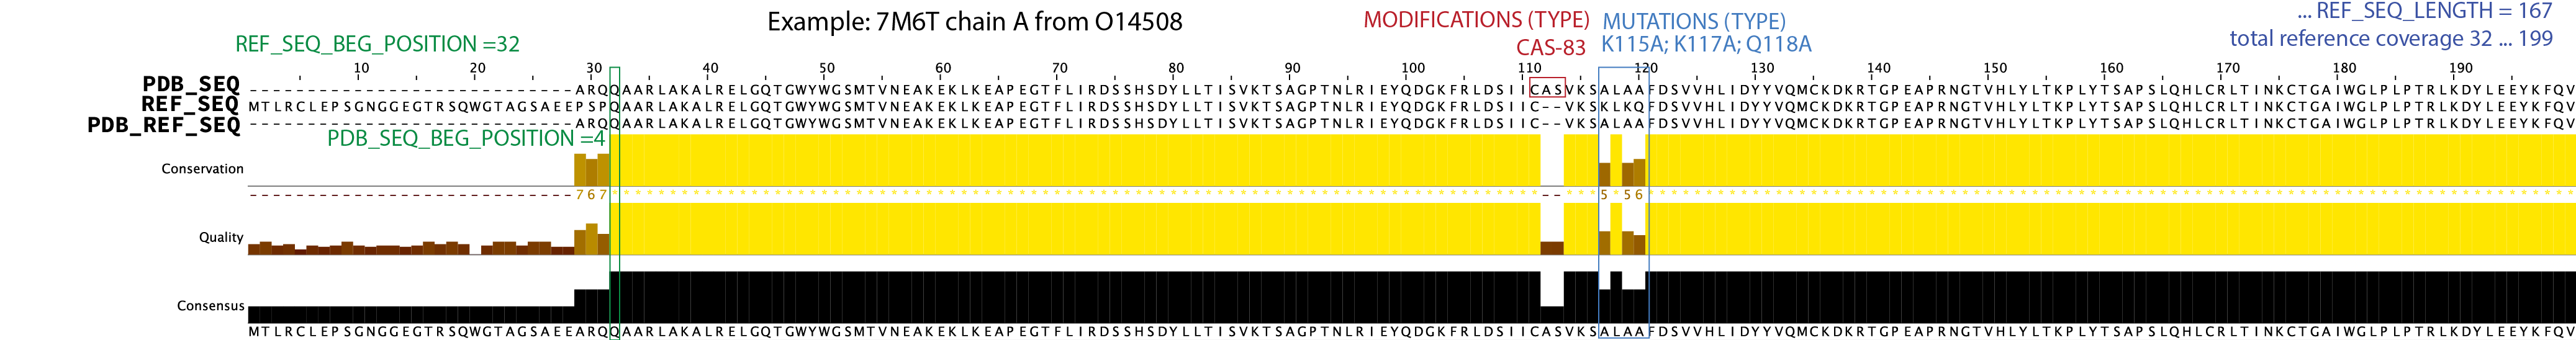 Example: 7M6T chain A from O14508
MODIFICATIONS (TYPE)
CAS-83
MUTATIONS (TYPE)
K115A; K117A; Q118A
... REF_SEQ_LENGTH = 167
total reference coverage 32 ... 199
REF_SEQ_BEG_POSITION =32
10 20 30 40 50 60 70 80 90 100 110 120 130 140 150 160 170 180 190
PDB_SEQ ----------------------------ARQQAARLAKALRELGQTGWYWGSMTVNEAKEKLKEAPEGTFLIRDSSHSDYLLTISVKTSAGPTNLRIEYQDGKFRLDSIICASVKSALAAFDSVVHLIDYYVQMCKDKRTGPEAPRNGTVHLYLTKPLYTSAPSLQHLCRLTINKCTGAIWGLPLPTRLKDYLEEYKFQV
REF_SEQ MTLRCLEPSGNGGEGTRSQWGTAGSAEEPSPQAARLAKALRELGQTGWYWGSMTVNEAKEKLKEAPEGTFLIRDSSHSDYLLTISVKTSAGPTNLRIEYQDGKFRLDSIIC--VKSKLKQFDSVVHLIDYYVQMCKDKRTGPEAPRNGTVHLYLTKPLYTSAPSLQHLCRLTINKCTGAIWGLPLPTRLKDYLEEYKFQV
PDB_REF_SEQ ----------------------------ARQQAARLAKALRELGQTGWYWGSMTVNEAKEKLKEAPEGTFLIRDSSHSDYLLTISVKTSAGPTNLRIEYQDGKFRLDSIIC--VKSALAAFDSVVHLIDYYVQMCKDKRTGPEAPRNGTVHLYLTKPLYTSAPSLQHLCRLTINKCTGAIWGLPLPTRLKDYLEEYKFQV
PDB_SEQ_BEG_POSITION =4
Conservation
----------------------------767 -- 5 56
Quality
Consensus
MTLRCLEPSGNGGEGTRSQWGTAGSAEEARQQAARLAKALRELGQTGWYWGSMTVNEAKEKLKEAPEGTFLIRDSSHSDYLLTISVKTSAGPTNLRIEYQDGKFRLDSIICASVKSALAAFDSVVHLIDYYVQMCKDKRTGPEAPRNGTVHLYLTKPLYTSAPSLQHLCRLTINKCTGAIWGLPLPTRLKDYLEEYKFQV